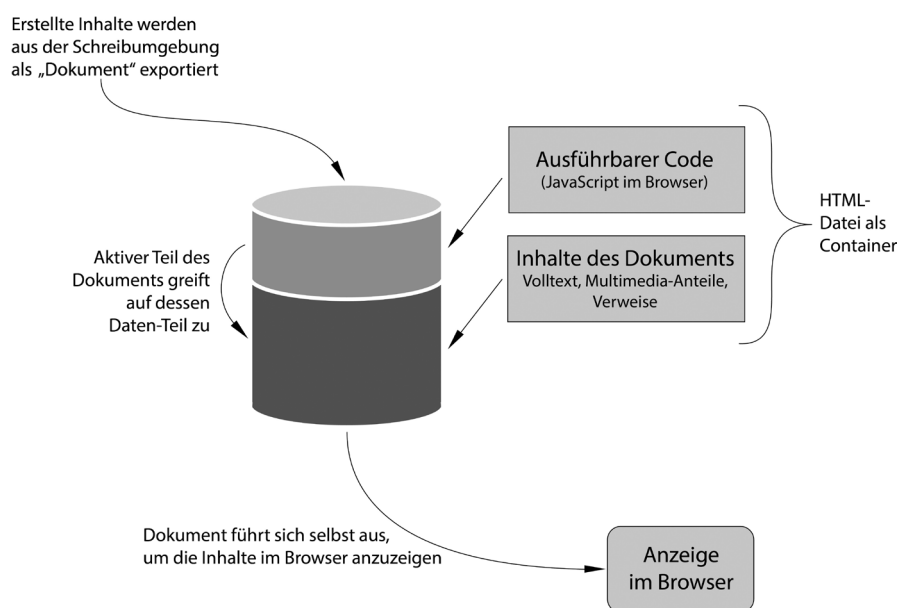 Erstellte Inhalte werden
aus der Schreibumgebung
als „Dokument“ exportiert
Ausführbarer Code
(JavaScript im Browser)
HTML-
Datei als
Container
Inhalte des Dokuments
Volltext, Multimedia-Anteile,
Verweise
Aktiver Teil des
Dokuments greift
auf dessen
Daten-Teil zu
Dokument führt sich selbst aus,
um die Inhalte im Browser anzuzeigen
Anzeige
im Browser